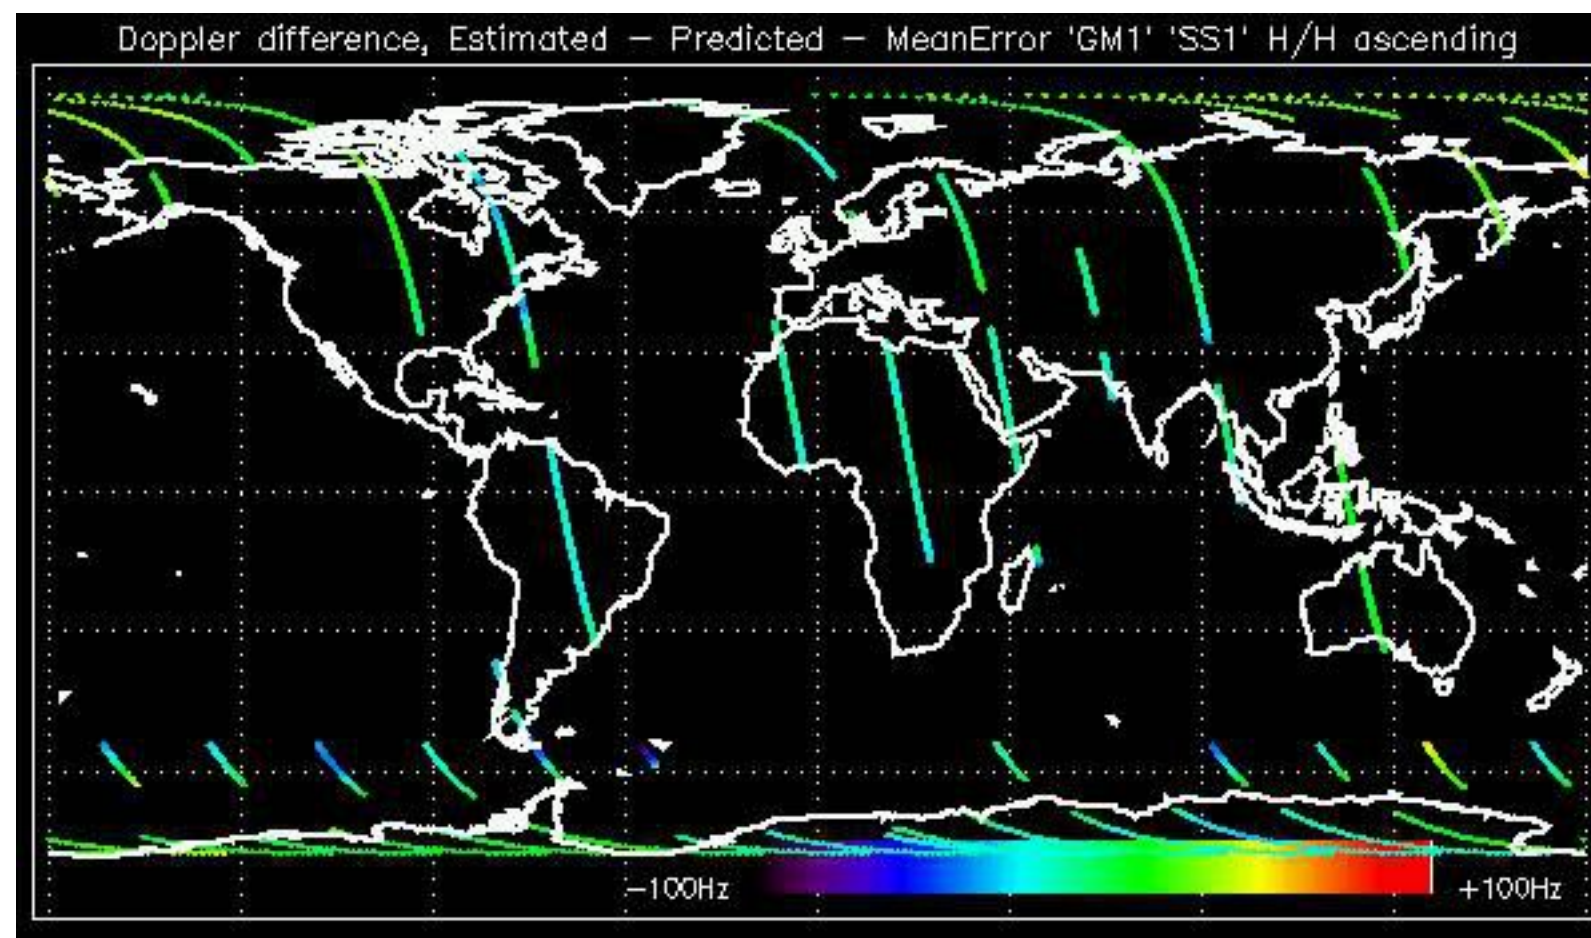 Doppler difference, Estimated - Predicted - MeanError 'GM1' 'SS1' H/H ascending
-100Hz +100Hz